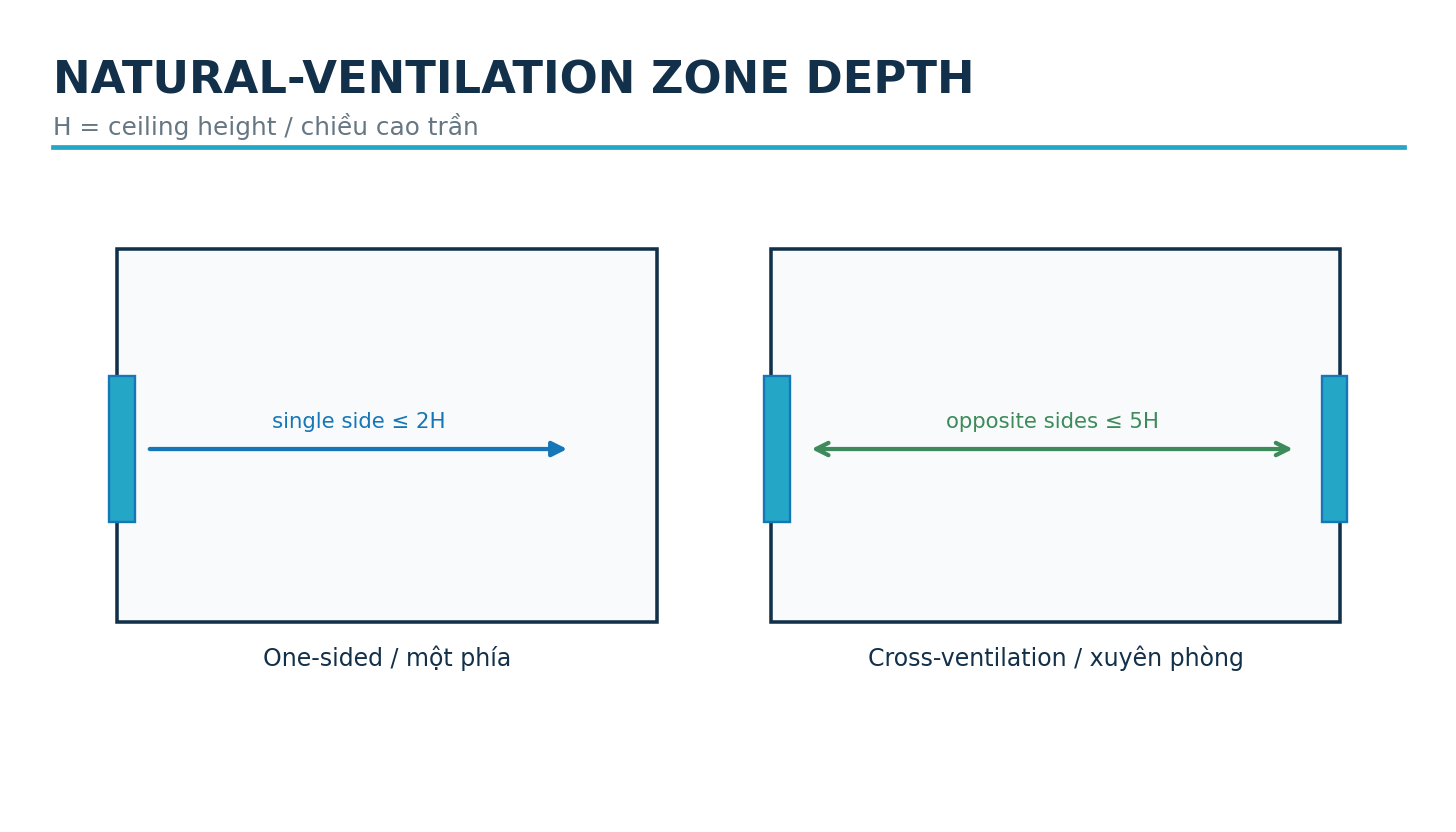 NATURAL-VENTILATION ZONE DEPTH
H = ceiling height / chiều cao trần
single side ≤ 2H
opposite sides ≤ 5H
One-sided / một phía
Cross-ventilation / xuyên phòng